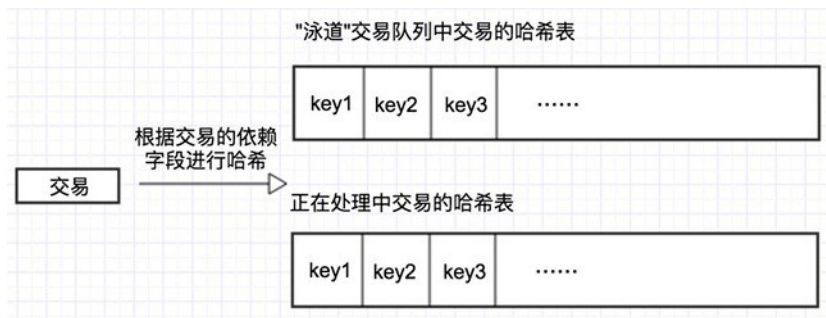 "泳道"交易队列中交易的哈希表
key1 key2 key3 ......
根据交易的依赖
字段进行哈希
交易
正在处理中交易的哈希表
key1 key2 key3 ......